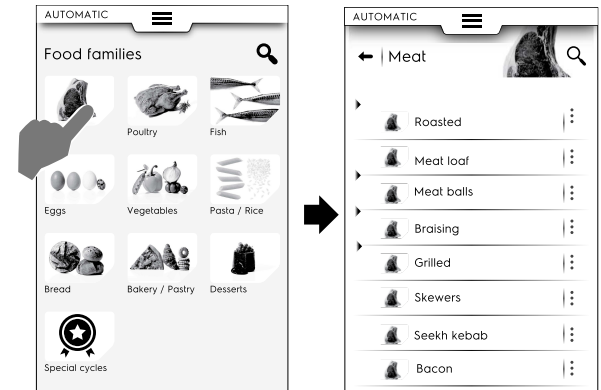 AUTOMATIC
Food families
Poultry
Fish
Eggs
Vegetables
Pasta / Rice
Bread
Bakery / Pastry
Desserts
Special cycles
AUTOMATIC
Meat
Roasted
Meat loaf
Meat balls
Braising
Grilled
Skewers
Seekh kebab
Bacon